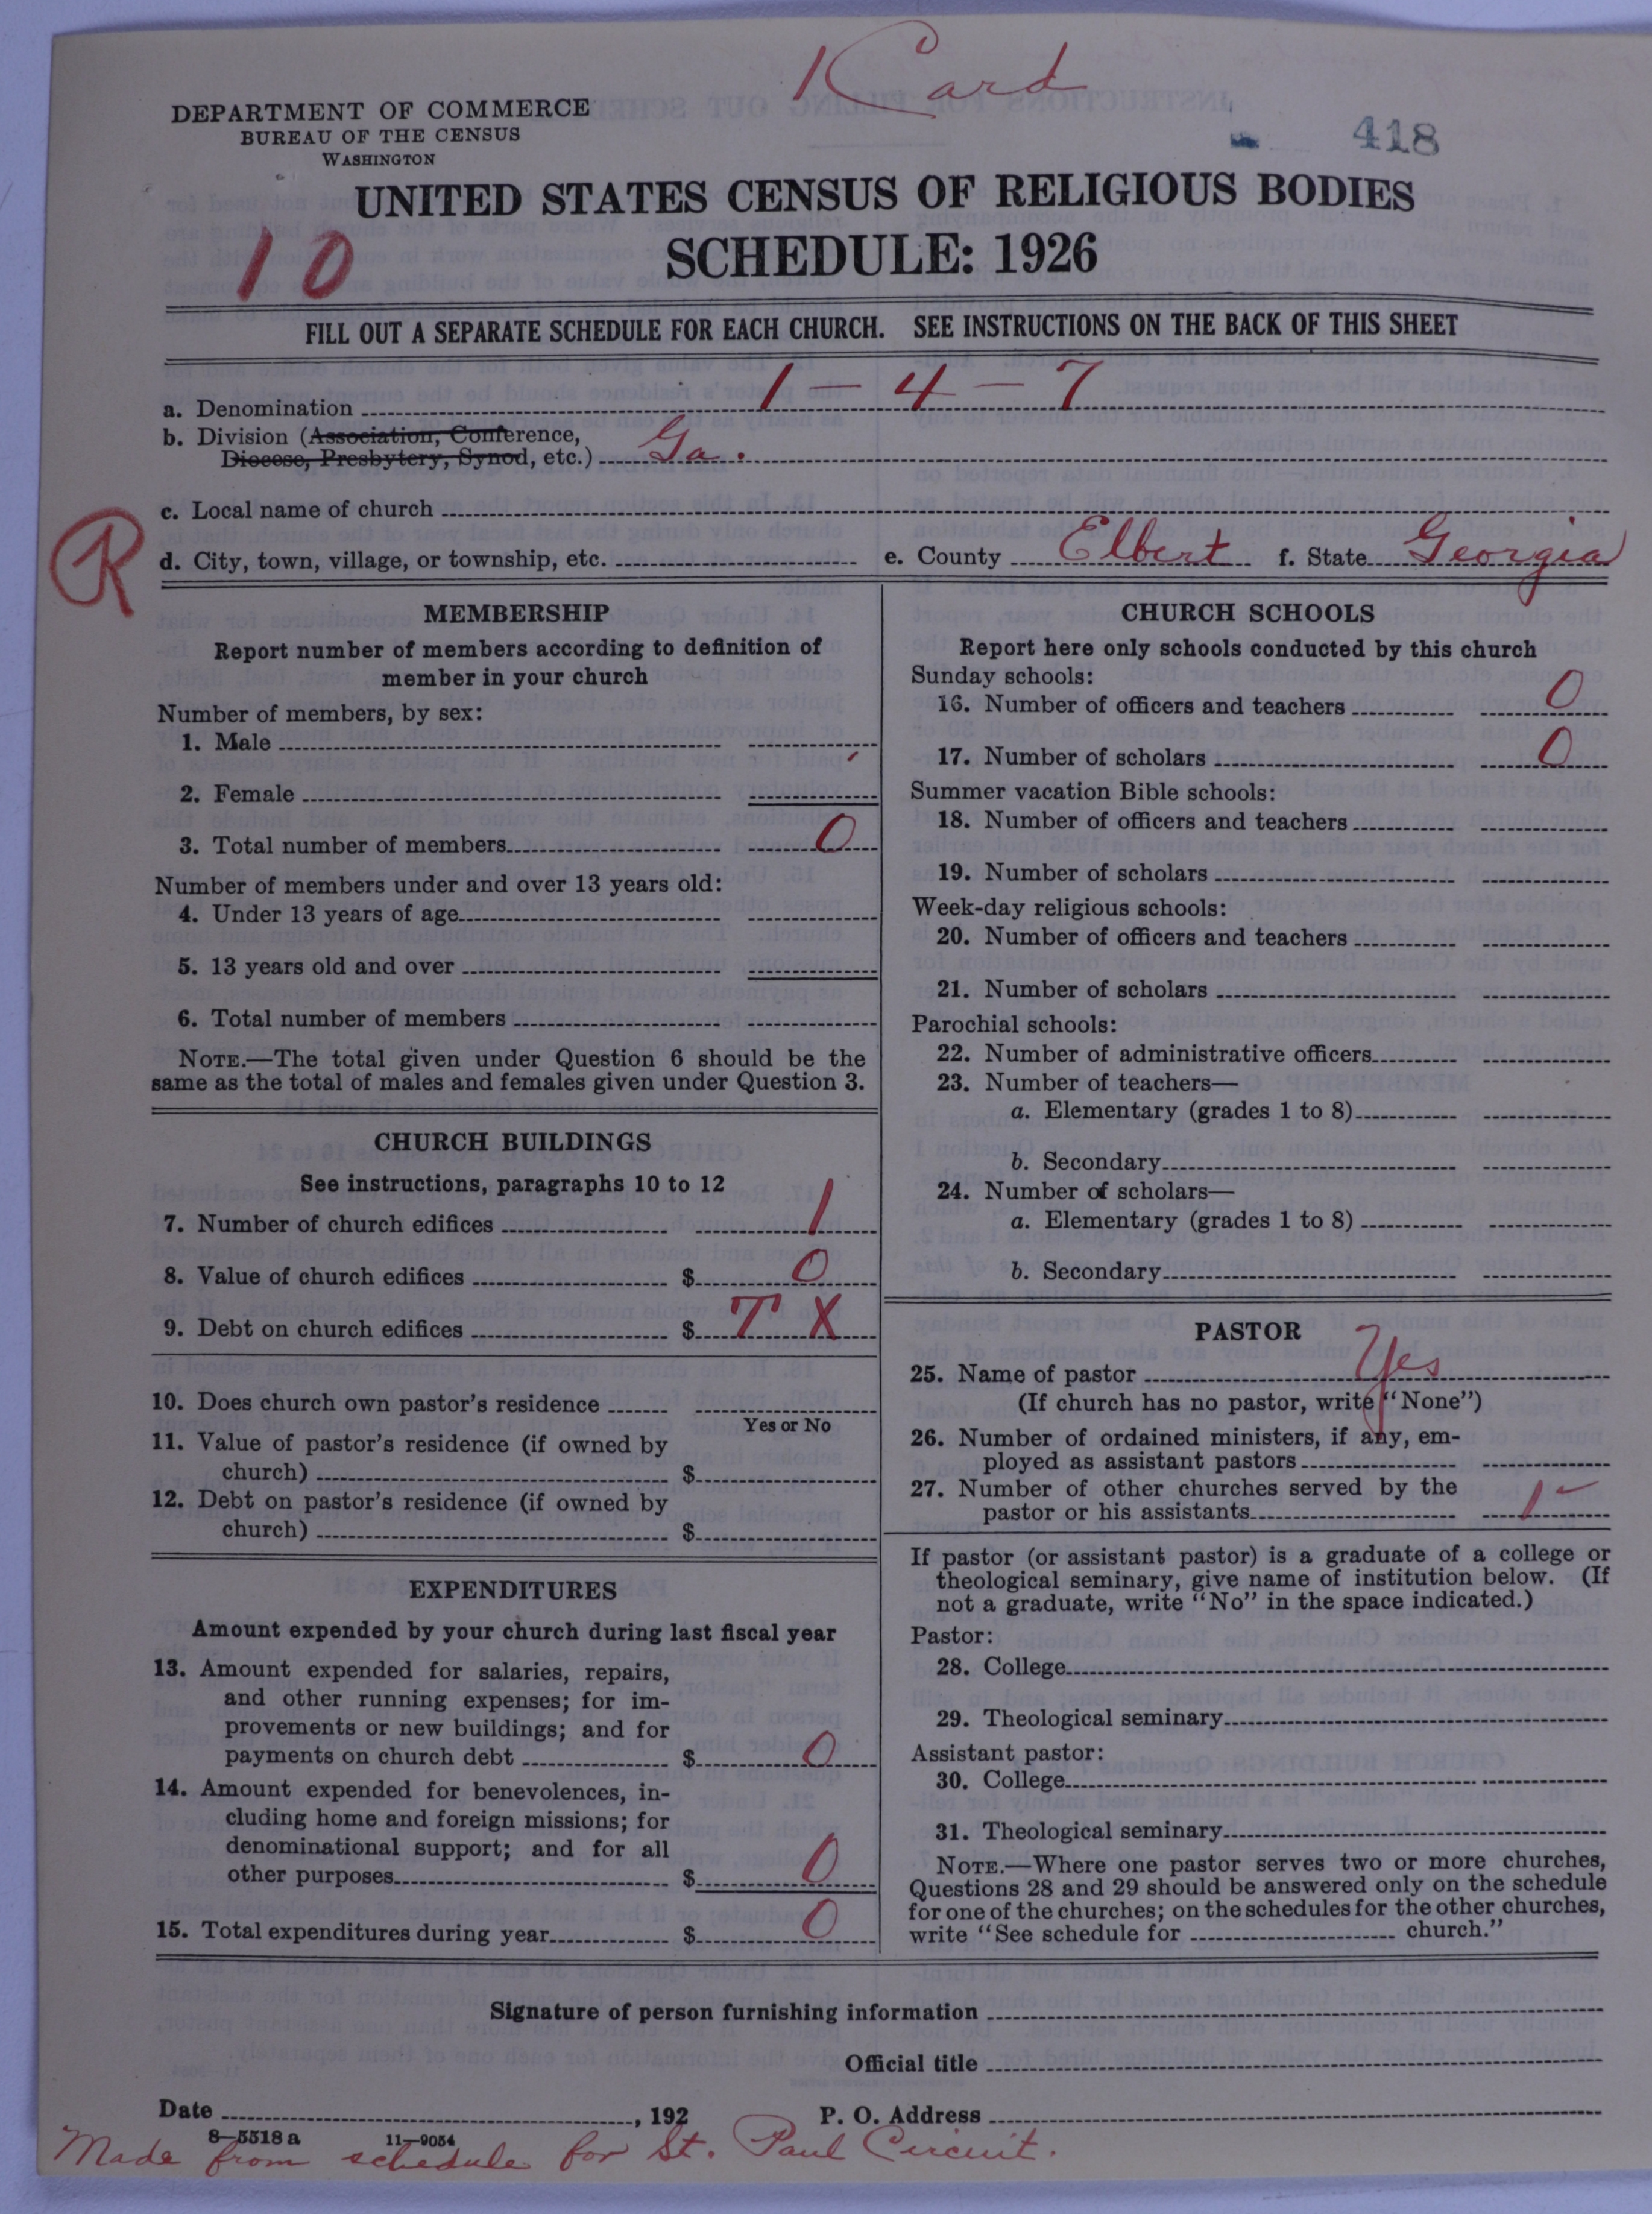 Card
DEPARTMENT OF COMMERCE
BUREAU OF THE CENSUS
WASHINGTON
418
UNITED STATES CENSUS OF RELIGIOUS BODIES
SCHEDULE: 1926
10
FILL OUT A SEPARATE SCHEDULE FOR EACH CHURCH. SEE INSTRUCTIONS ON THE BACK OF THIS SHEET
a. Denomination 1 - 4 - 7
b. Division (Association, Conference,
Diocese, Presbytery, Synod, etc.) Ga.
c. Local name of church
R
d. City, town, village, or township, etc. e. County Elbert f. State Georgia
MEMBERSHIP
Report number of members according to definition of
member in your church
Number of members, by sex:
1. Male
2. Female
3. Total number of members 0
Number of members under and over 13 years old:
4. Under 13 years of age
5. 13 years old and over
6. Total number of members
NOTE.—The total given under Question 6 should be the
same as the total of males and females given under Question 3.
CHURCH BUILDINGS
See instructions, paragraphs 10 to 12
7. Number of church edifices 1
8. Value of church edifices $ 0
9. Debt on church edifices $ T X
10. Does church own pastor's residence
Yes or No
11. Value of pastor's residence (if owned by
church) $
12. Debt on pastor's residence (if owned by
church) $
EXPENDITURES
Amount expended by your church during last fiscal year
13. Amount expended for salaries, repairs,
and other running expenses; for im-
provements or new buildings; and for
payments on church debt $ 0
14. Amount expended for benevolences, in-
cluding home and foreign missions; for
denominational support; and for all
other purposes $ 0
15. Total expenditures during year $ 0
CHURCH SCHOOLS
Report here only schools conducted by this church
Sunday schools:
16. Number of officers and teachers 0
17. Number of scholars 0
Summer vacation Bible schools:
18. Number of officers and teachers
19. Number of scholars
Week-day religious schools:
20. Number of officers and teachers
21. Number of scholars
Parochial schools:
22. Number of administrative officers
23. Number of teachers—
a. Elementary (grades 1 to 8)
b. Secondary
24. Number of scholars—
a. Elementary (grades 1 to 8)
b. Secondary
PASTOR
25. Name of pastor Yes
(If church has no pastor, write "None")
26. Number of ordained ministers, if any, em-
ployed as assistant pastors
27. Number of other churches served by the
pastor or his assistants 1
If pastor (or assistant pastor) is a graduate of a college or
theological seminary, give name of institution below. (If
not a graduate, write "No" in the space indicated.)
Pastor:
28. College
29. Theological seminary
Assistant pastor:
30. College
31. Theological seminary
NOTE.—Where one pastor serves two or more churches,
Questions 28 and 29 should be answered only on the schedule
for one of the churches; on the schedules for the other churches,
write "See schedule for church."
Signature of person furnishing information
Official title
Date , 192 P. O. Address
8—5518 a 11—9054
Made from schedule for St. Paul Circuit.